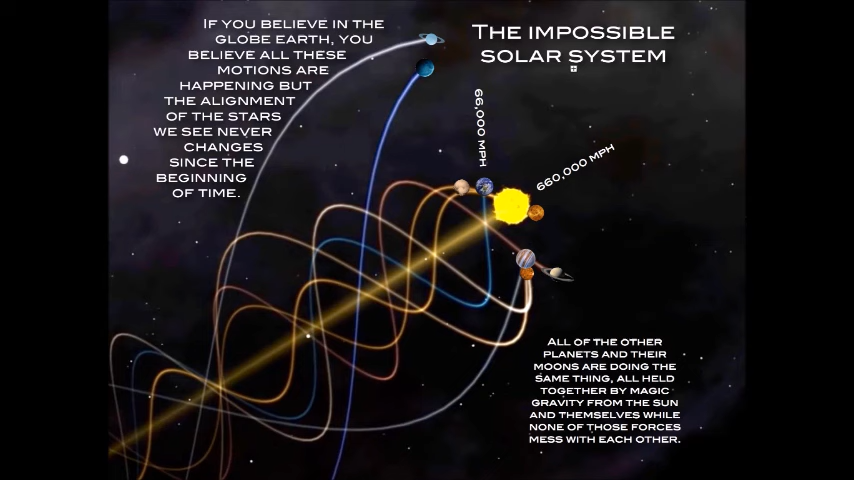 If you believe in the
globe earth, you
believe all these
motions are
happening but
the alignment
of the stars
we see never
changes
since the
beginning
of time.
The impossible
solar system
66,000 mph
660,000 mph
All of the other
planets and their
moons are doing the
same thing, all held
together by magic
gravity from the sun
and themselves while
none of those forces
mess with each other.